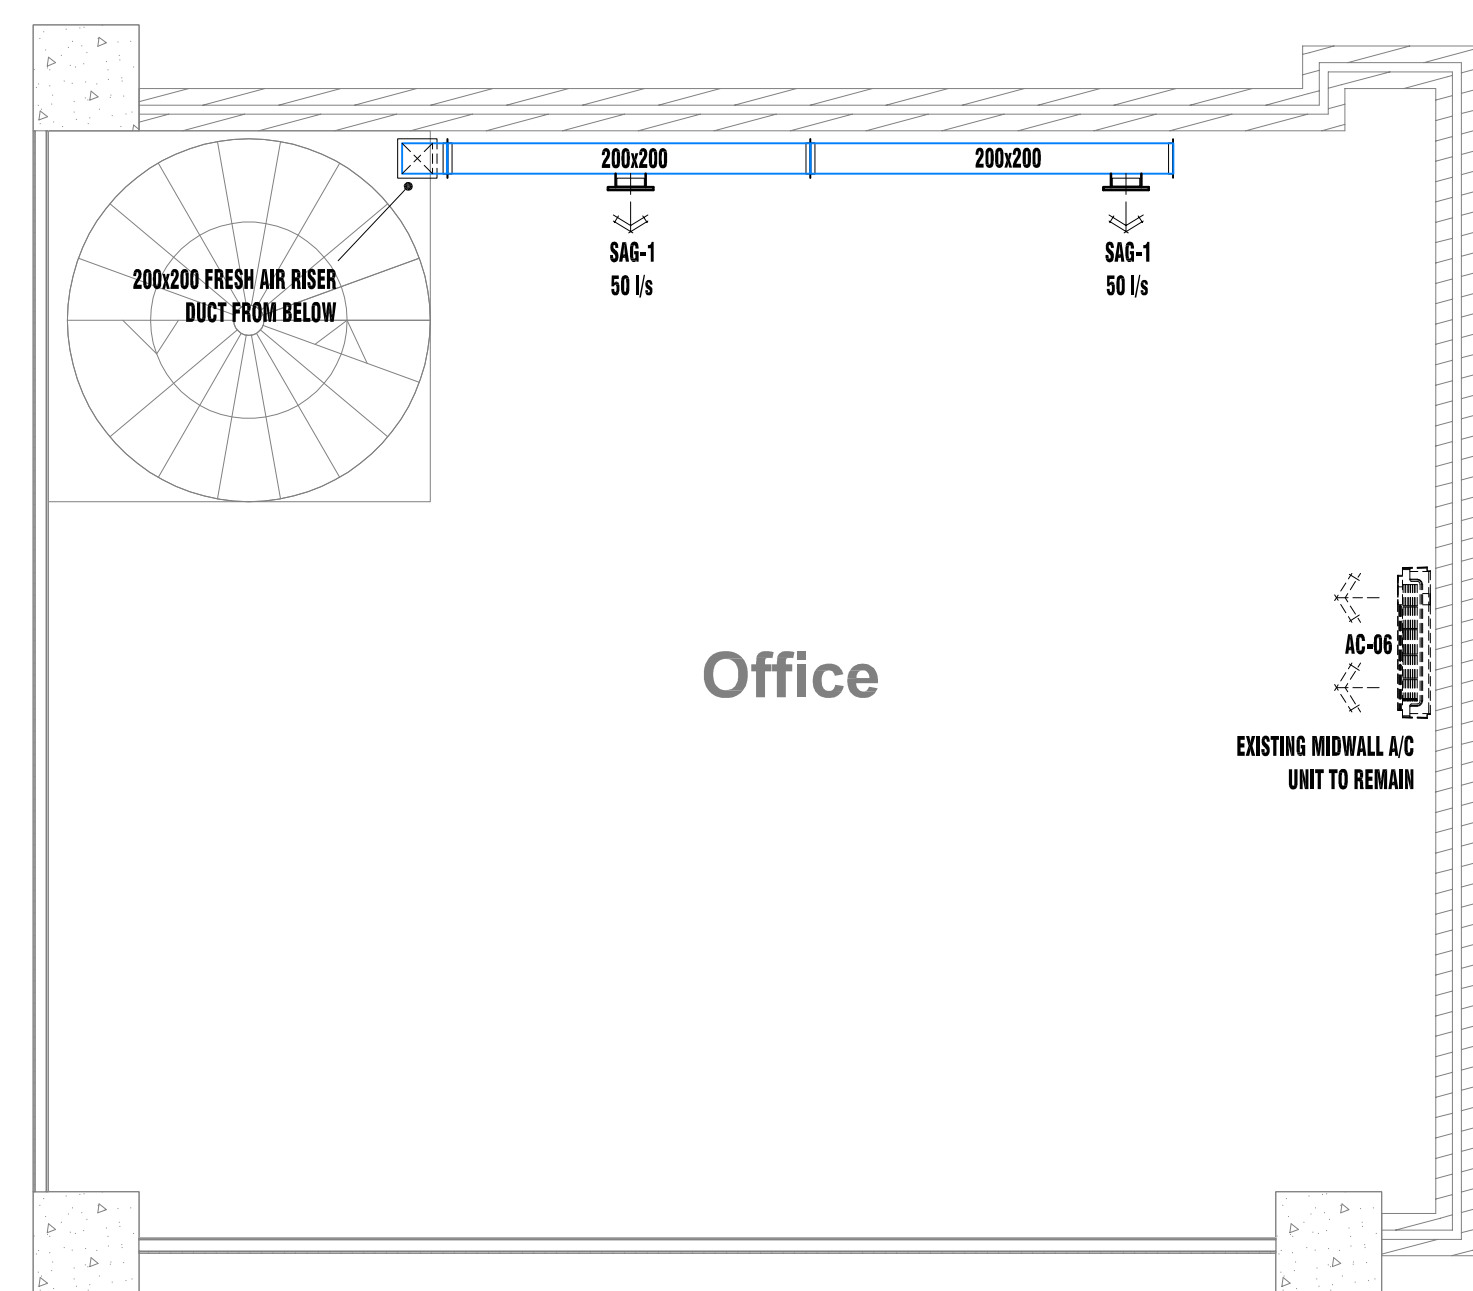 200x200
200x200
SAG-1
50 l/s
SAG-1
50 l/s
200x200 FRESH AIR RISER
DUCT FROM BELOW
Office
AC-06
EXISTING MIDWALL A/C
UNIT TO REMAIN